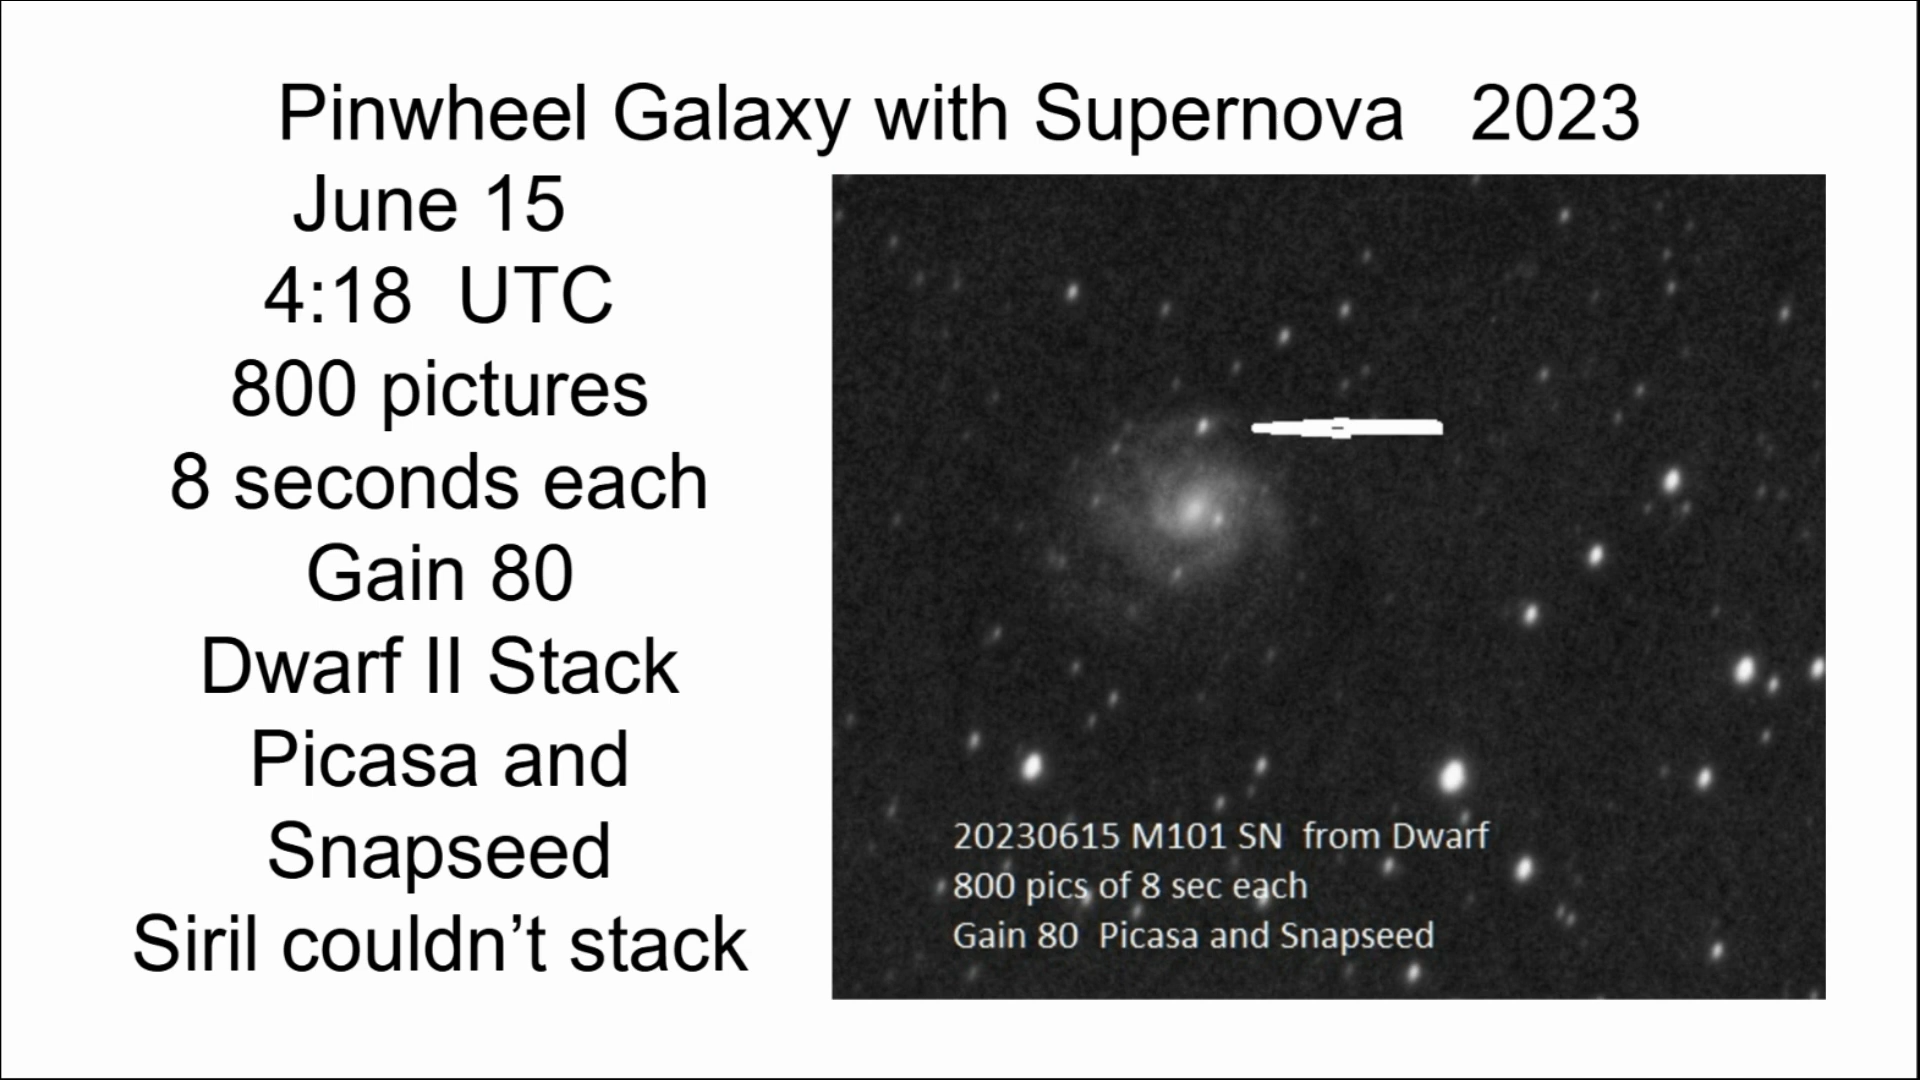 Pinwheel Galaxy with Supernova 2023
June 15
4:18 UTC
800 pictures
8 seconds each
Gain 80
Dwarf II Stack
Picasa and
Snapseed
Siril couldn’t stack
20230615 M101 SN from Dwarf
800 pics of 8 sec each
Gain 80 Picasa and Snapseed